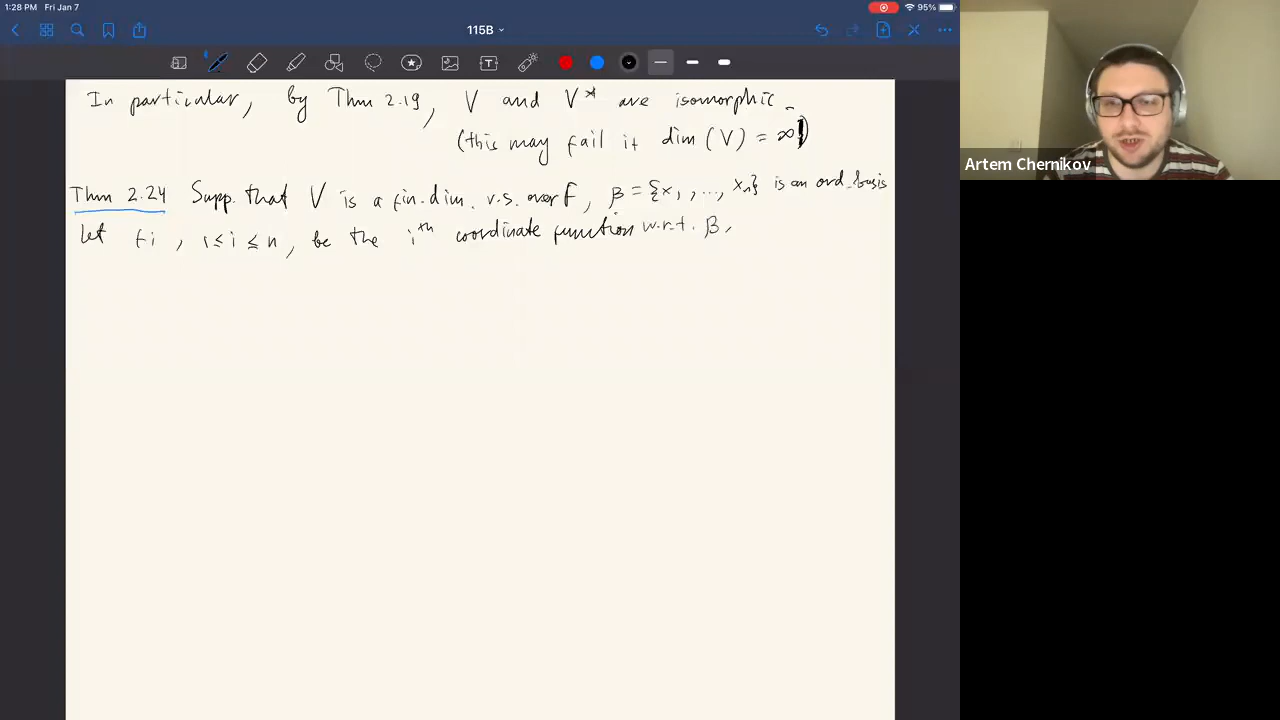 1:28 PM Fri Jan 7
95%
115B
In particular, by Thm 2.19, V and V* are isomorphic.
(this may fail if dim (V) = ∞)
Thm 2.24 Supp. that V is a fin. dim. v.s. over F, β = {x₁, ..., xₙ} is an ord. basis
Let fi, 1 ≤ i ≤ n, be the iᵗʰ coordinate function w.r.t. β,
Artem Chernikov